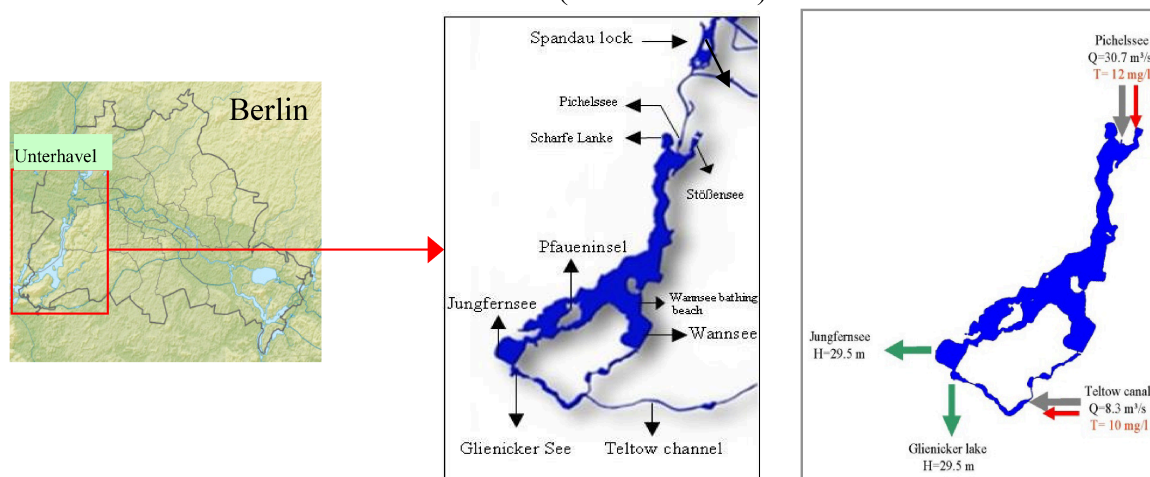 Berlin
Unterhavel
Spandau lock
Pichelssee
Scharfe Lanke
Stößensee
Pfaueninsel
Jungfernsee
Wannsee bathing
beach
Wannsee
Glienicker See
Teltow channel
Pichelssee
Q=30.7 m³/s
T= 12 mg/l
Jungfernsee
H=29.5 m
Teltow canal
Q=8.3 m³/s
T= 10 mg/l
Glienicker lake
H=29.5 m